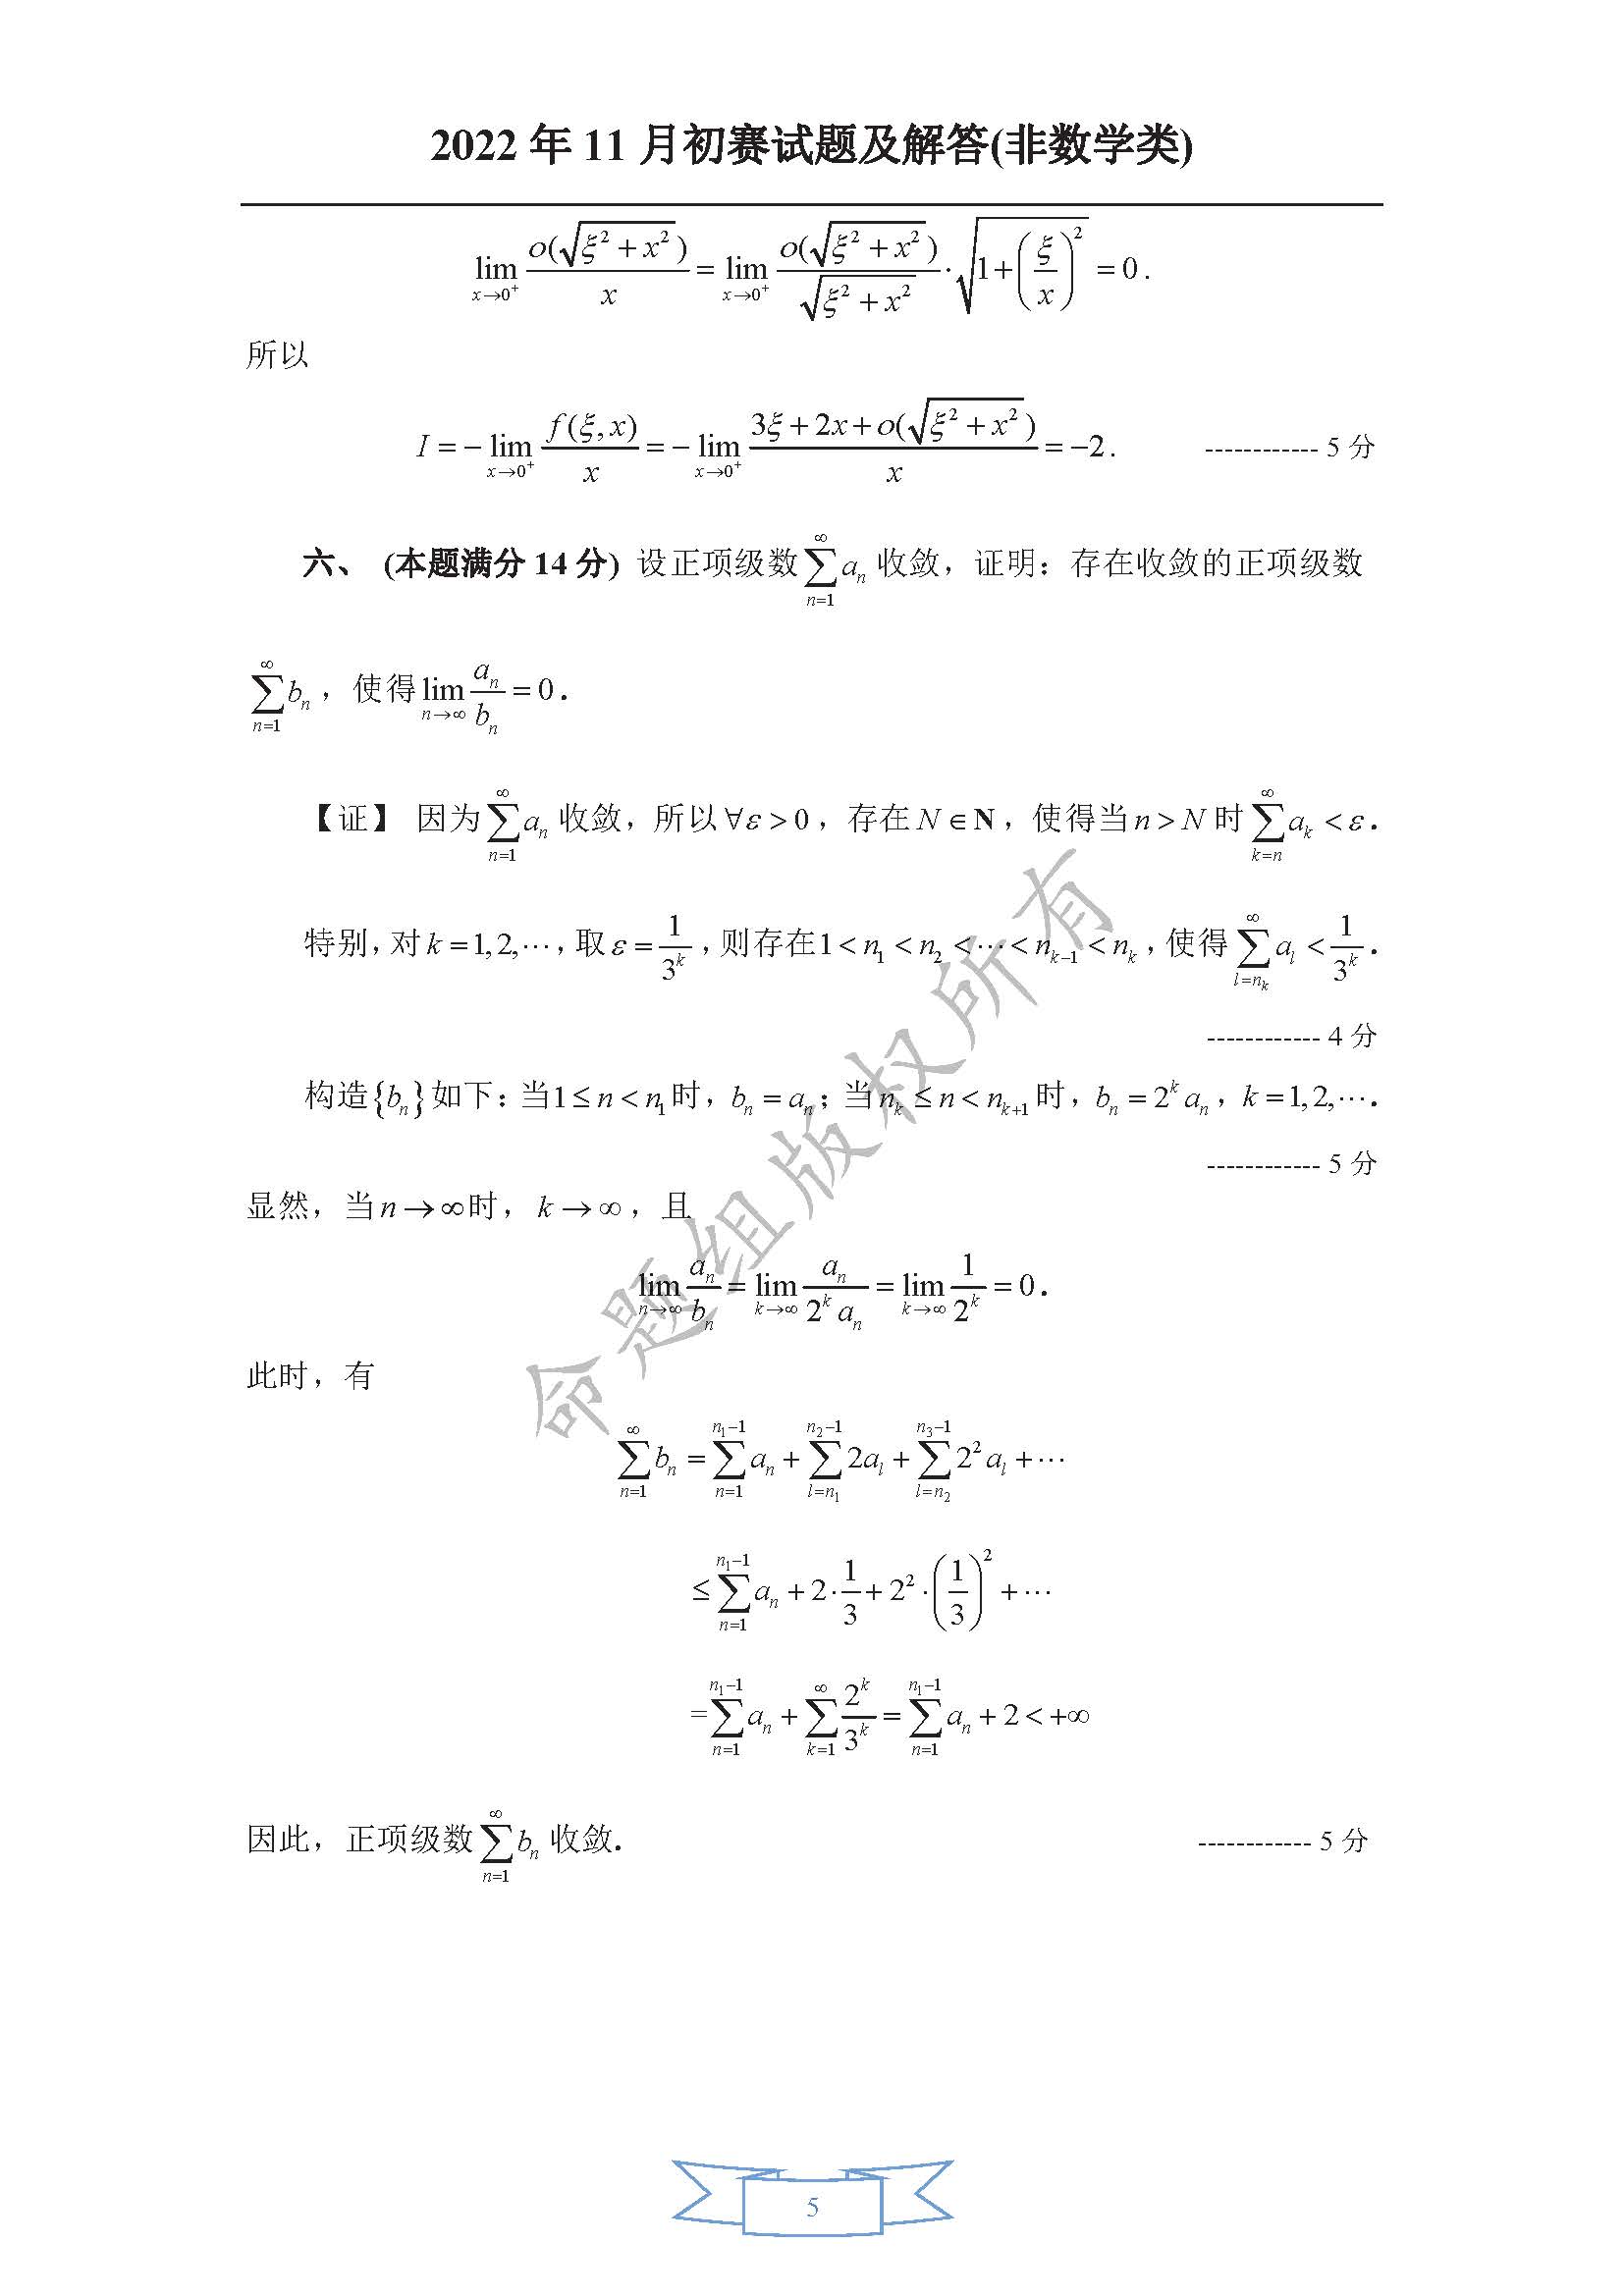 2022 年 11 月初赛试题及解答(非数学类)
$\lim_{x\to 0^+}\frac{o(\sqrt{\xi^2+x^2})}{x}=\lim_{x\to 0^+}\frac{o(\sqrt{\xi^2+x^2})}{\sqrt{\xi^2+x^2}}\cdot\sqrt{1+\left(\frac{\xi}{x}\right)^2}=0.$
所以
$I=-\lim_{x\to 0^+}\frac{f(\xi,x)}{x}=-\lim_{x\to 0^+}\frac{3\xi+2x+o(\sqrt{\xi^2+x^2})}{x}=-2.$ ------------ 5 分
六、 (本题满分 14 分) 设正项级数$\sum_{n=1}^{\infty}a_n$收敛，证明：存在收敛的正项级数
$\sum_{n=1}^{\infty}b_n$，使得$\lim_{n\to\infty}\frac{a_n}{b_n}=0$．
【证】 因为$\sum_{n=1}^{\infty}a_n$收敛，所以$\forall\varepsilon>0$，存在$N\in\mathbf{N}$，使得当$n>N$时$\sum_{k=n}^{\infty}a_k<\varepsilon$．
特别，对$k=1,2,\cdots$，取$\varepsilon=\frac{1}{3^k}$，则存在$1<n_1<n_2<\cdots<n_{k-1}<n_k$，使得$\sum_{l=n_k}^{\infty}a_l<\frac{1}{3^k}$．
------------ 4 分
构造$\{b_n\}$如下：当$1\le n<n_1$时，$b_n=a_n$；当$n_k\le n<n_{k+1}$时，$b_n=2^k a_n$，$k=1,2,\cdots$．
------------ 5 分
显然，当$n\to\infty$时，$k\to\infty$，且
$\lim_{n\to\infty}\frac{a_n}{b_n}=\lim_{k\to\infty}\frac{a_n}{2^k a_n}=\lim_{k\to\infty}\frac{1}{2^k}=0$．
此时，有
$\sum_{n=1}^{\infty}b_n=\sum_{n=1}^{n_1-1}a_n+\sum_{l=n_1}^{n_2-1}2a_l+\sum_{l=n_2}^{n_3-1}2^2a_l+\cdots$
$\le\sum_{n=1}^{n_1-1}a_n+2\cdot\frac{1}{3}+2^2\cdot\left(\frac{1}{3}\right)^2+\cdots$
$=\sum_{n=1}^{n_1-1}a_n+\sum_{k=1}^{\infty}\frac{2^k}{3^k}=\sum_{n=1}^{n_1-1}a_n+2<+\infty$
因此，正项级数$\sum_{n=1}^{\infty}b_n$收敛． ------------ 5 分
命题组版权所有
5